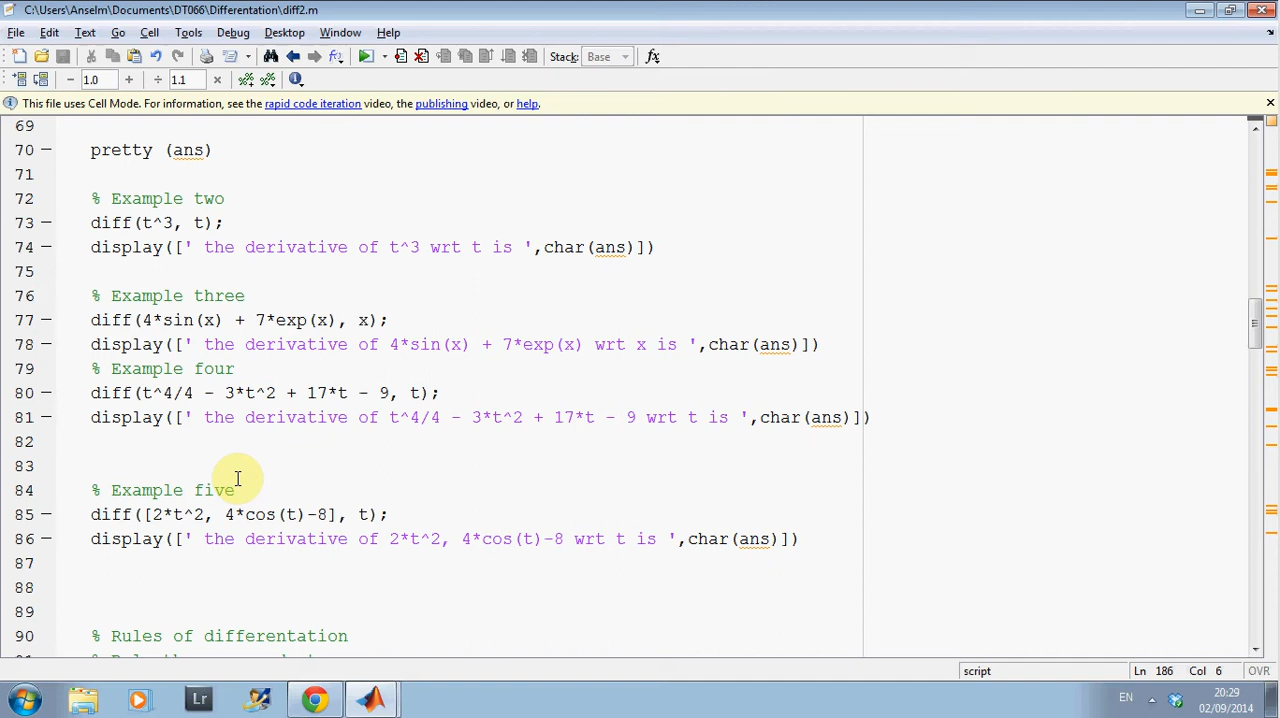 C:\Users\Anselm\Documents\DT066\Differentation\diff2.m
File Edit Text Go Cell Tools Debug Desktop Window Help
Stack: Base fx
− 1.0 + ÷ 1.1 ×
This file uses Cell Mode. For information, see the rapid code iteration video, the publishing video, or help.
69
70 − pretty (ans)
71
72 % Example two
73 − diff(t^3, t);
74 − display([' the derivative of t^3 wrt t is ',char(ans)])
75
76 % Example three
77 − diff(4*sin(x) + 7*exp(x), x);
78 − display([' the derivative of 4*sin(x) + 7*exp(x) wrt x is ',char(ans)])
79 % Example four
80 − diff(t^4/4 - 3*t^2 + 17*t - 9, t);
81 − display([' the derivative of t^4/4 - 3*t^2 + 17*t - 9 wrt t is ',char(ans)])
82
83
84 % Example five
85 − diff([2*t^2, 4*cos(t)-8], t);
86 − display([' the derivative of 2*t^2, 4*cos(t)-8 wrt t is ',char(ans)])
87
88
89
90 % Rules of differentation
script Ln 186 Col 6 OVR
Lr EN 20:29
02/09/2014